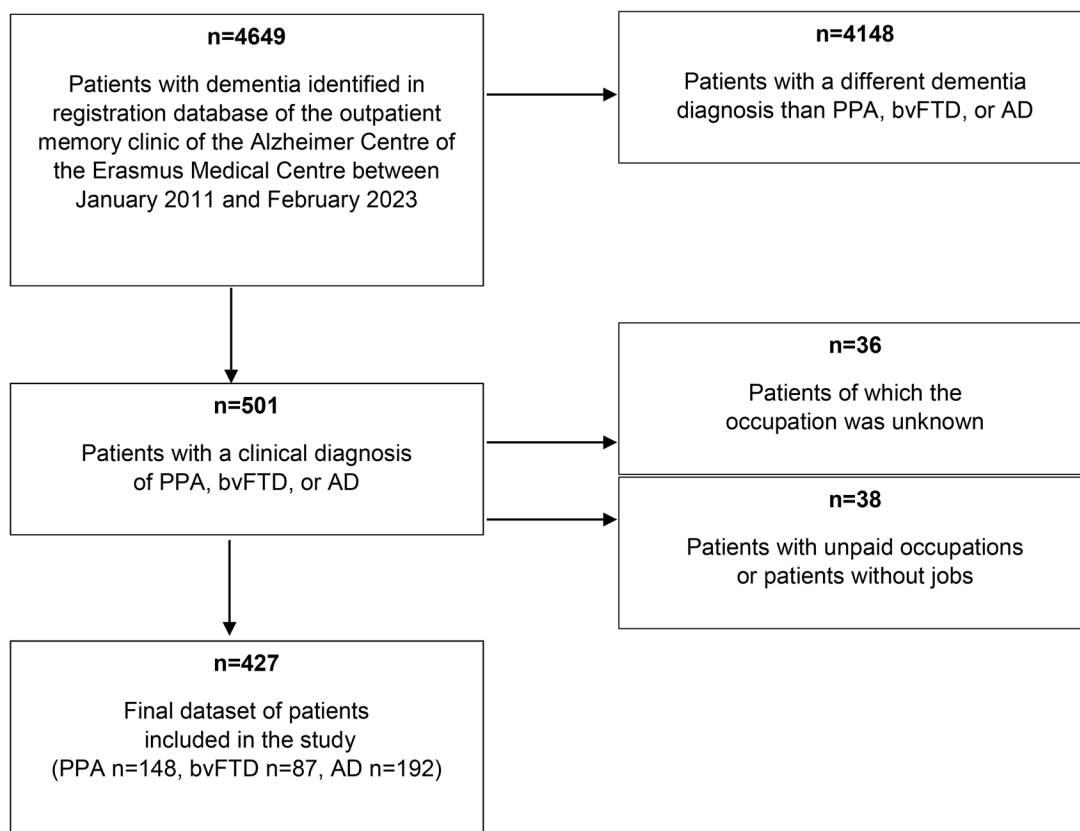 n=4649
Patients with dementia identified in
registration database of the outpatient
memory clinic of the Alzheimer Centre of
the Erasmus Medical Centre between
January 2011 and February 2023
n=4148
Patients with a different dementia
diagnosis than PPA, bvFTD, or AD
n=501
Patients with a clinical diagnosis
of PPA, bvFTD, or AD
n=36
Patients of which the
occupation was unknown
n=38
Patients with unpaid occupations
or patients without jobs
n=427
Final dataset of patients
included in the study
(PPA n=148, bvFTD n=87, AD n=192)